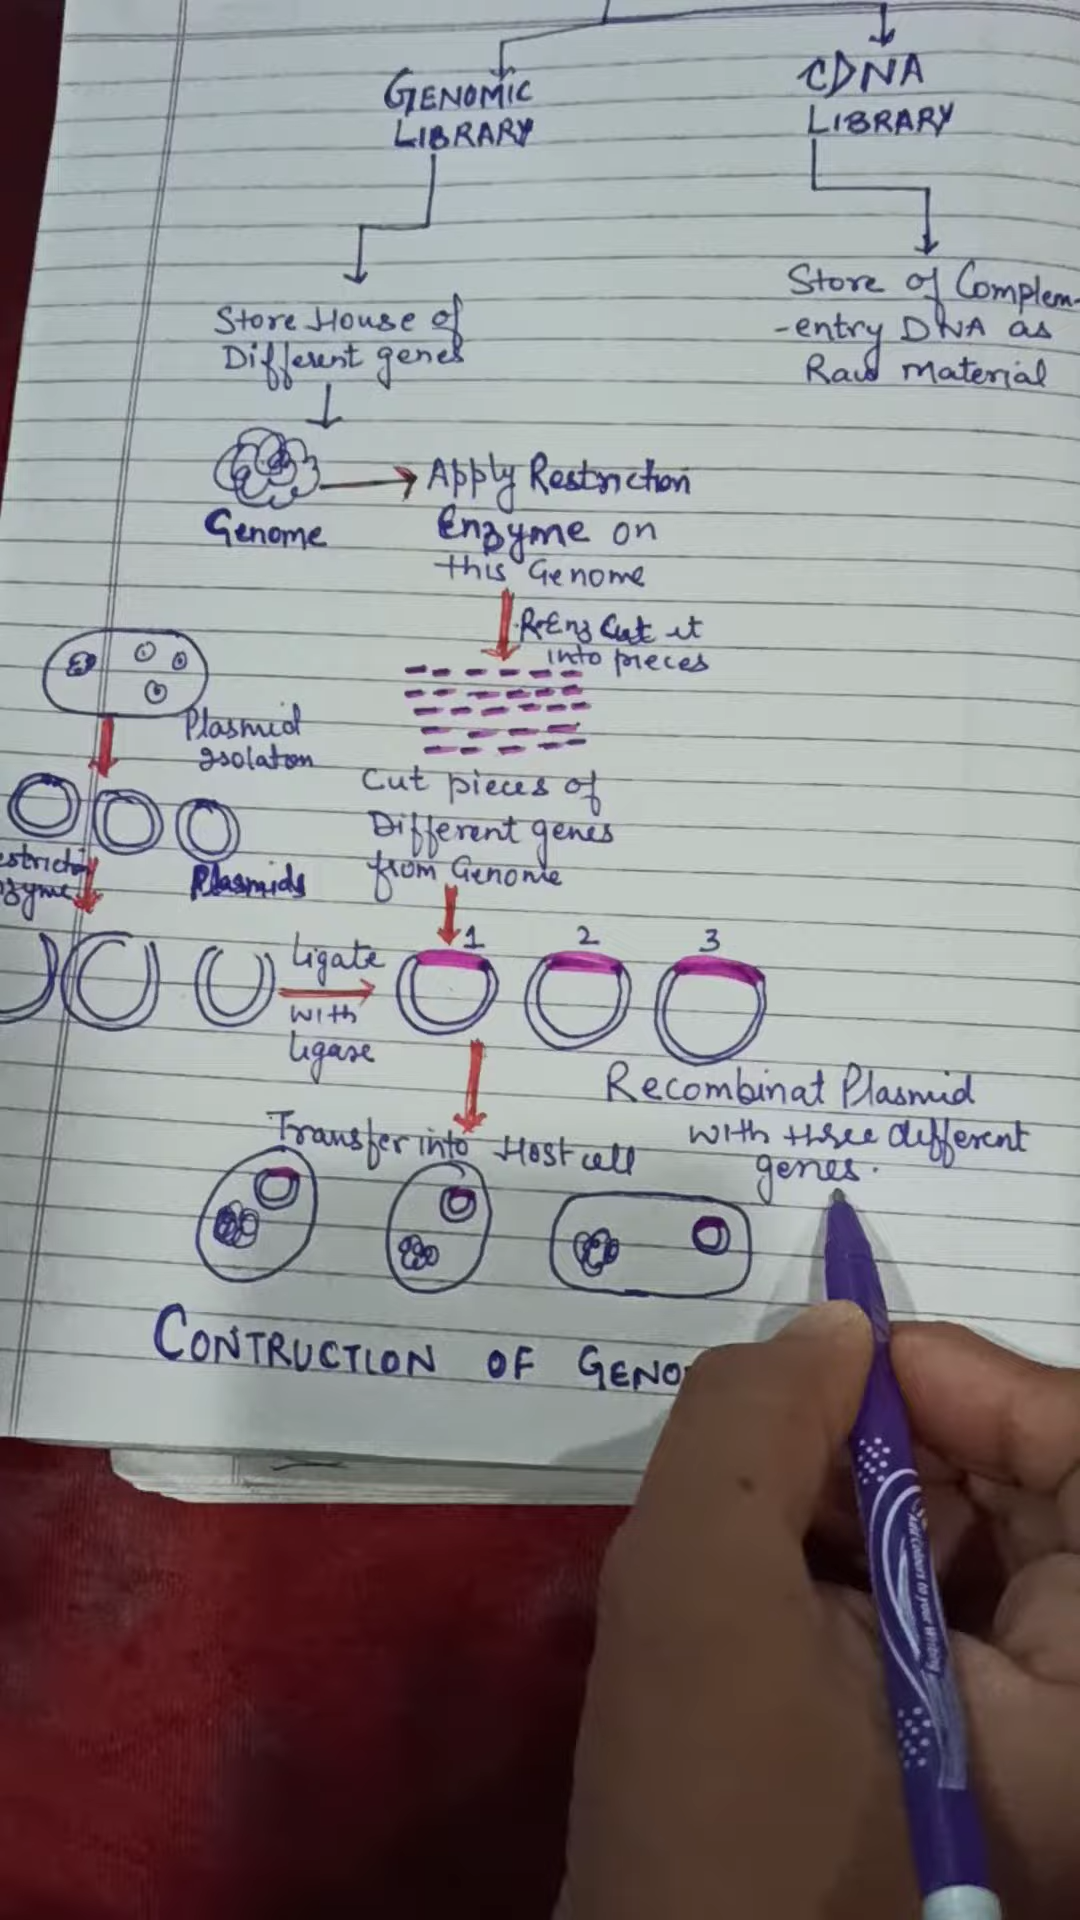 GENOMIC
LIBRARY
CDNA
LIBRARY
Store House of
Different genes
Store of Complem-
-entry DNA as
Raw Material
Genome
Apply Restriction
Enzyme on
this Genome
R.Enz Cut it
into pieces
Plasmid
Isolaton
Cut pieces of
Different genes
from Genome
Plasmids
Ligate
with
ligase
1
2
3
Recombinat Plasmid
with three different
genes.
Transfer into Host cell
CONTRUCTION OF GENO